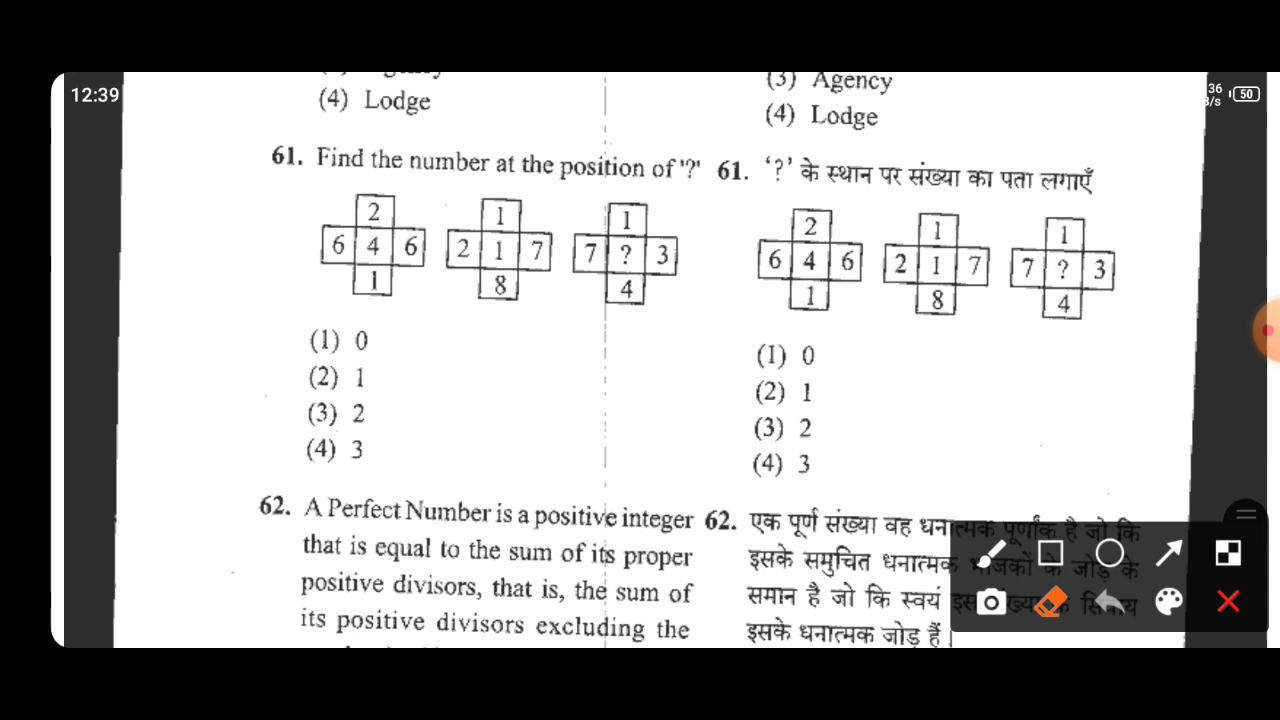 12:39
36
50
(4) Lodge
61. Find the number at the position of '?'
2
6 4 6
1
1
2 1 7
8
1
7 ? 3
4
(1) 0
(2) 1
(3) 2
(4) 3
62. A Perfect Number is a positive integer
that is equal to the sum of its proper
positive divisors, that is, the sum of
its positive divisors excluding the
(3) Agency
(4) Lodge
61. '?' के स्थान पर संख्या का पता लगाएँ
2
6 4 6
1
1
2 1 7
8
1
7 ? 3
4
(1) 0
(2) 1
(3) 2
(4) 3
62. एक पूर्ण संख्या वह धनात्मक पूर्णांक है जो कि
इसके समुचित धनात्मक भाजकों के जोड़ के
समान है जो कि स्वयं
इसके धनात्मक जोड़ हैं